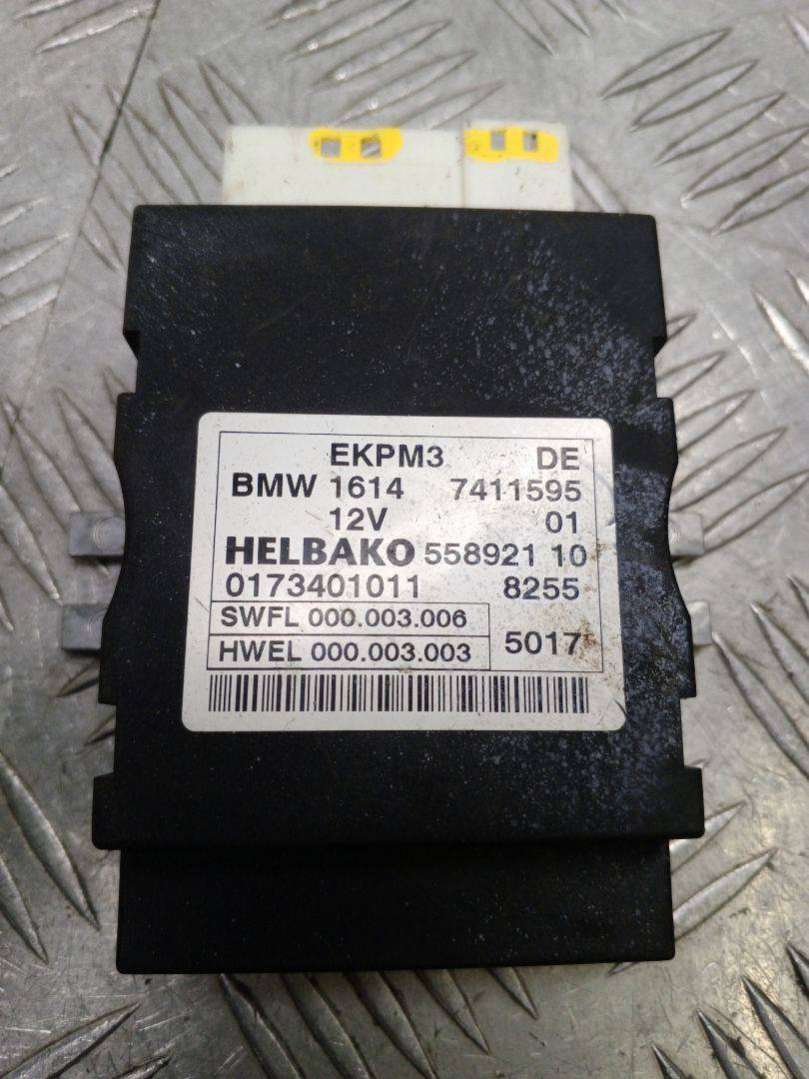 EKPM3 DE
BMW 1614 7411595
12V 01
HELBAKO 558921 10
0173401011 8255
SWFL 000.003.006
HWEL 000.003.003 5017